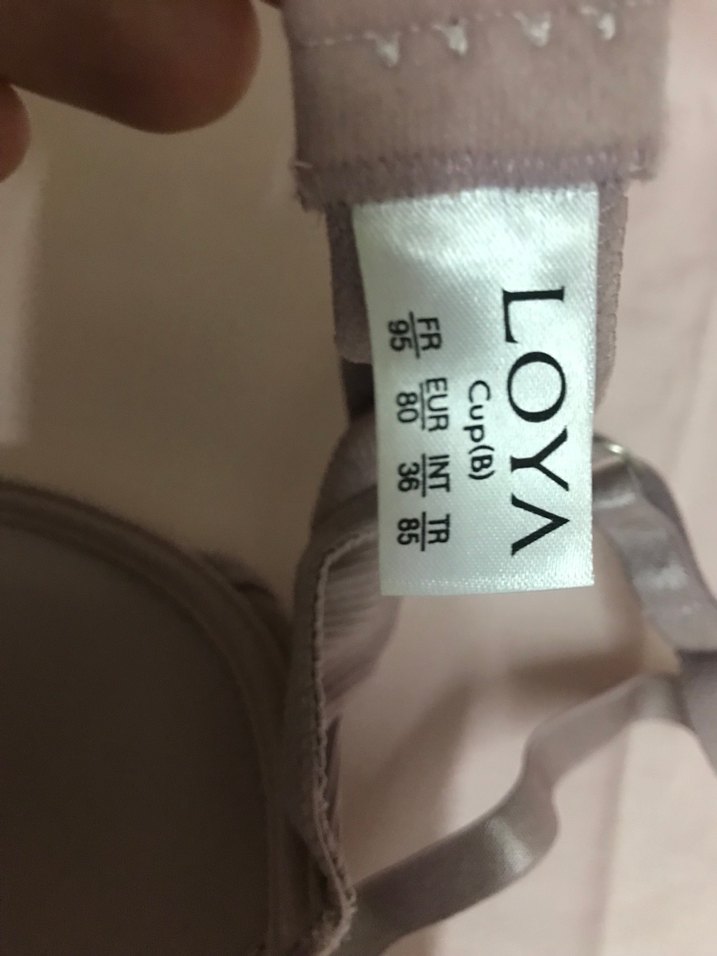 LOYA
Cup(B)
FR EUR INT TR
95 80 36 85